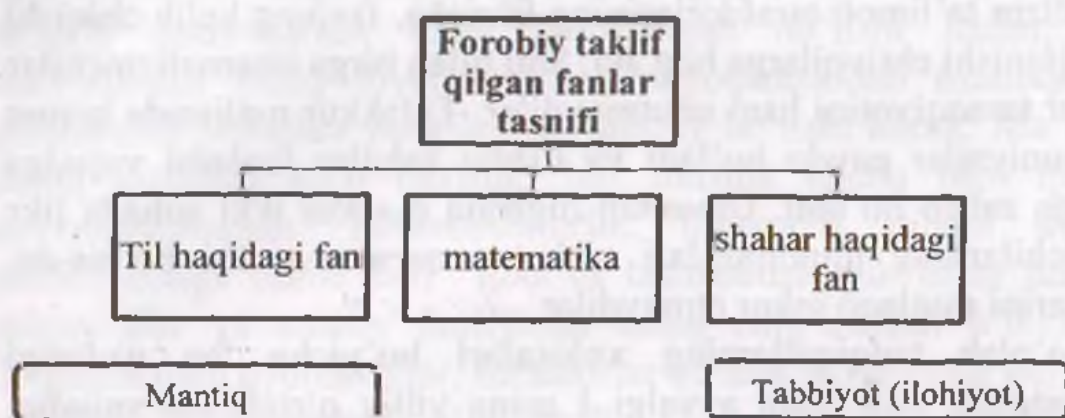 Forobiy taklif
qilgan fanlar
tasnifi
Til haqidagi fan
matematika
shahar haqidagi
fan
Mantiq
Tabbiyot (ilohiyot)